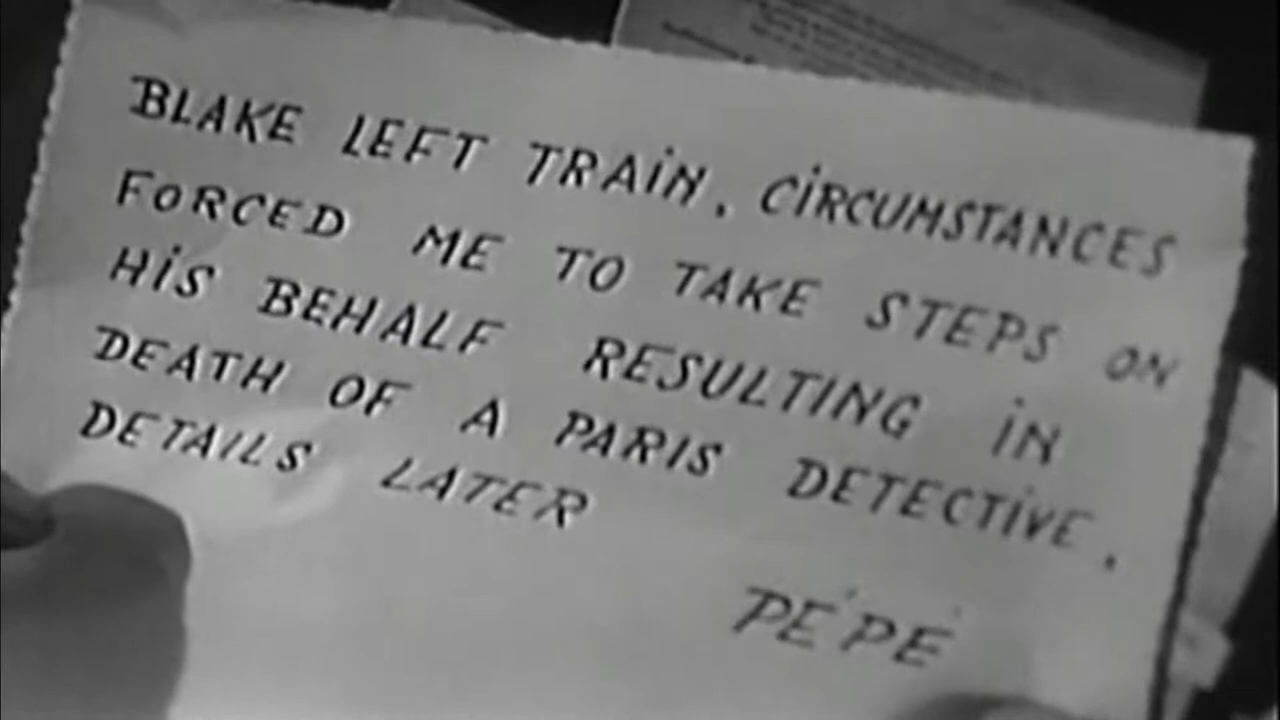 BLAKE LEFT TRAiN, CiRCUMSTANCES
FORCED ME TO TAKE STEPS ON
HiS BEHALF RESULTING iN
DEATH OF A PARIS DETECTiVE.
DETAILS LATER
PÉPÉ